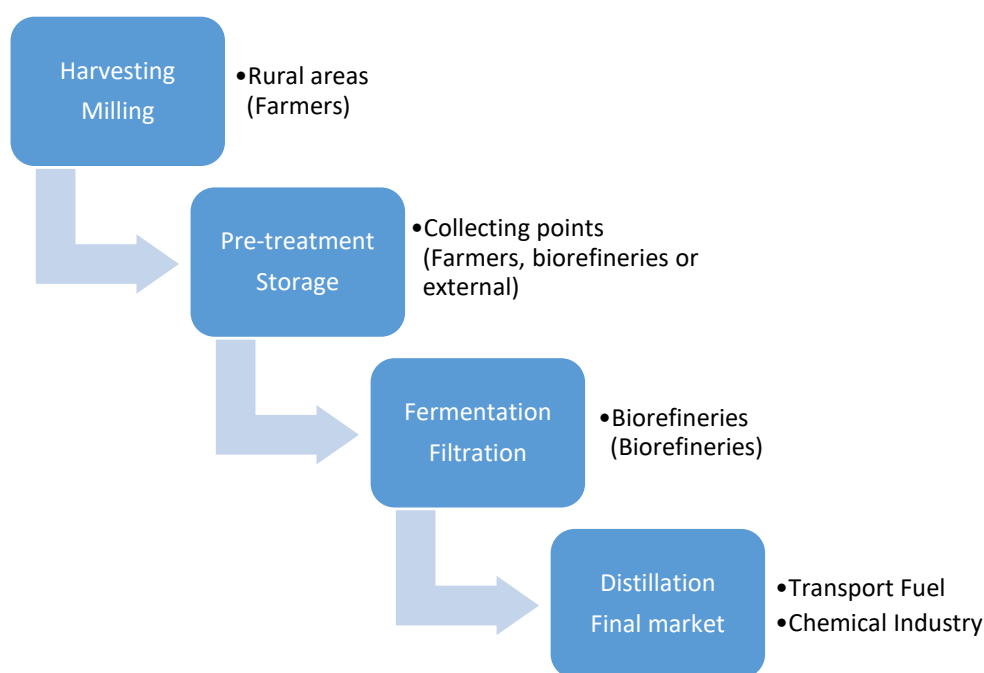 Harvesting
Milling
•Rural areas
(Farmers)
Pre-treatment
Storage
•Collecting points
(Farmers, biorefineries or
external)
Fermentation
Filtration
•Biorefineries
(Biorefineries)
Distillation
Final market
•Transport Fuel
•Chemical Industry